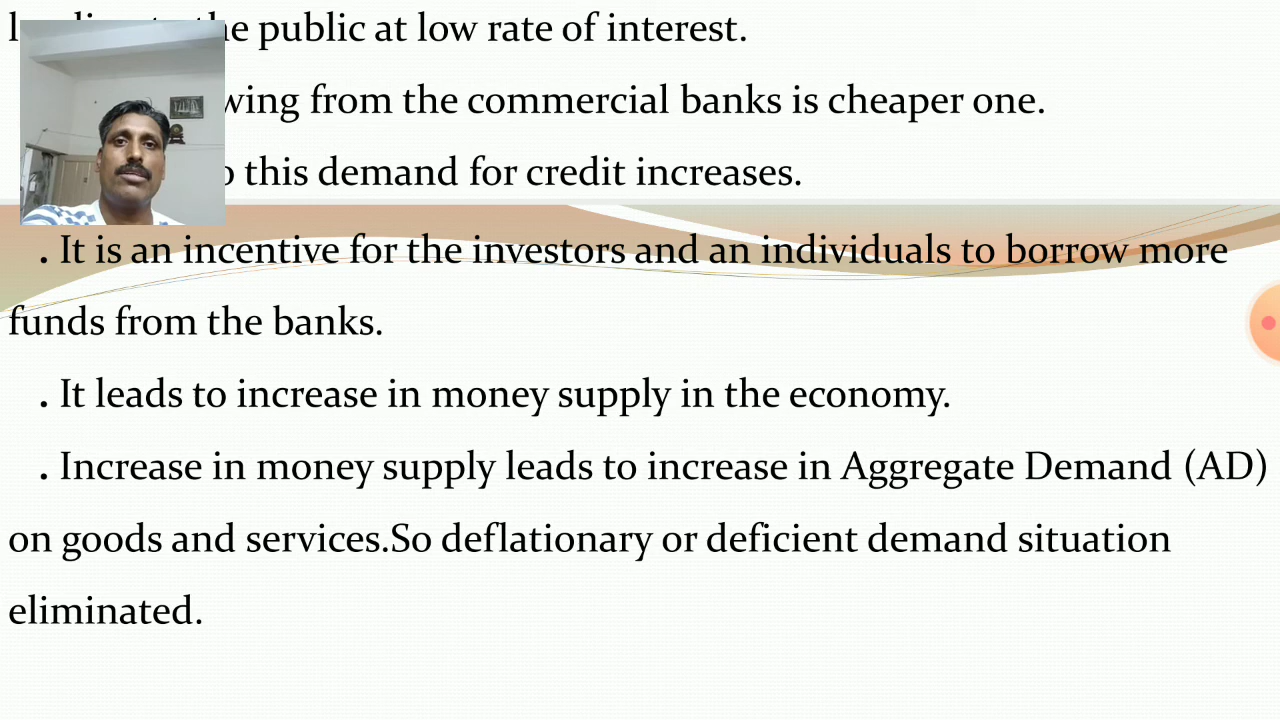 the public at low rate of interest.
from the commercial banks is cheaper one.
this demand for credit increases.
. It is an incentive for the investors and an individuals to borrow more
funds from the banks.
. It leads to increase in money supply in the economy.
. Increase in money supply leads to increase in Aggregate Demand (AD)
on goods and services.So deflationary or deficient demand situation
eliminated.